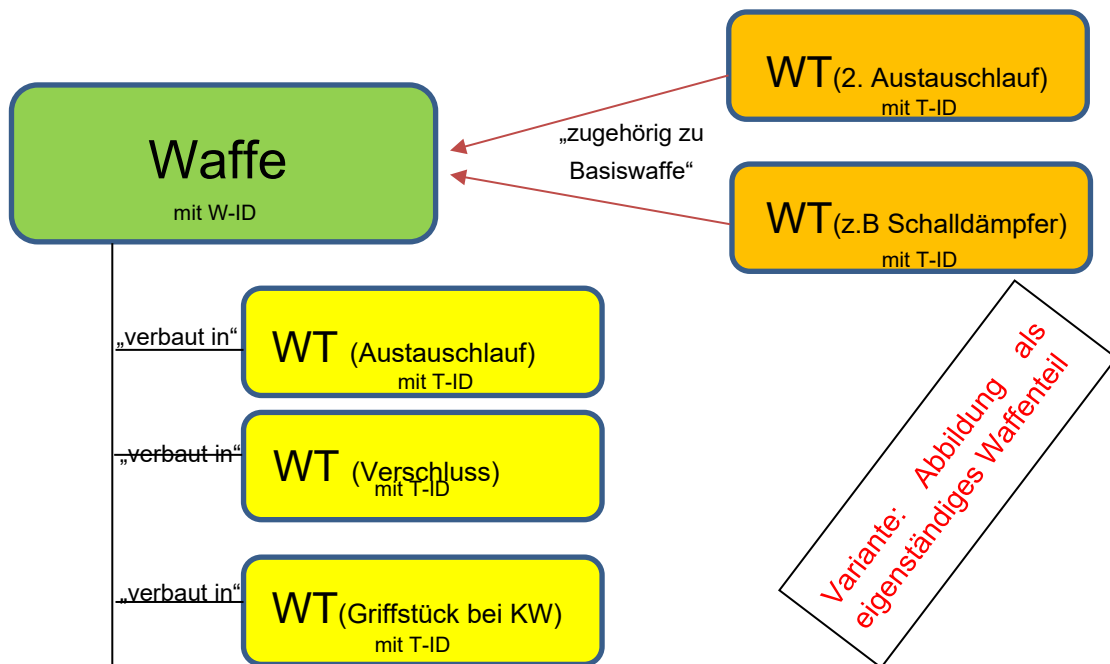 Waffe
mit W-ID
WT(2. Austauschlauf)
mit T-ID
„zugehörig zu
Basiswaffe“
WT(z.B Schalldämpfer)
mit T-ID
„verbaut in“
WT (Austauschlauf)
mit T-ID
„verbaut in“
WT (Verschluss)
mit T-ID
„verbaut in“
WT(Griffstück bei KW)
mit T-ID
Variante: Abbildung als
eigenständiges Waffenteil